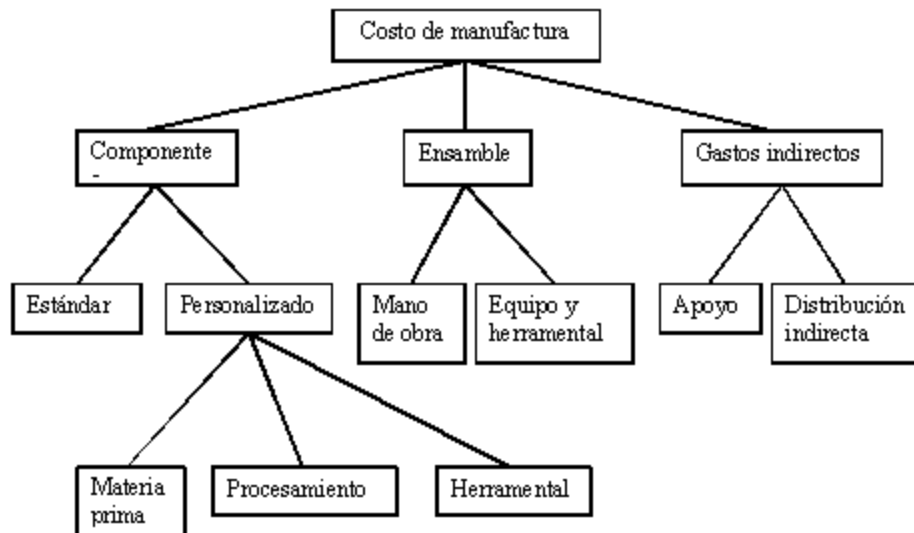 Costo de manufactura
Componente
-
Ensamble
Gastos indirectos
Estándar
Personalizado
Mano
de obra
Equipo y
herramental
Apoyo
Distribución
indirecta
Materia
prima
Procesamiento
Herramental